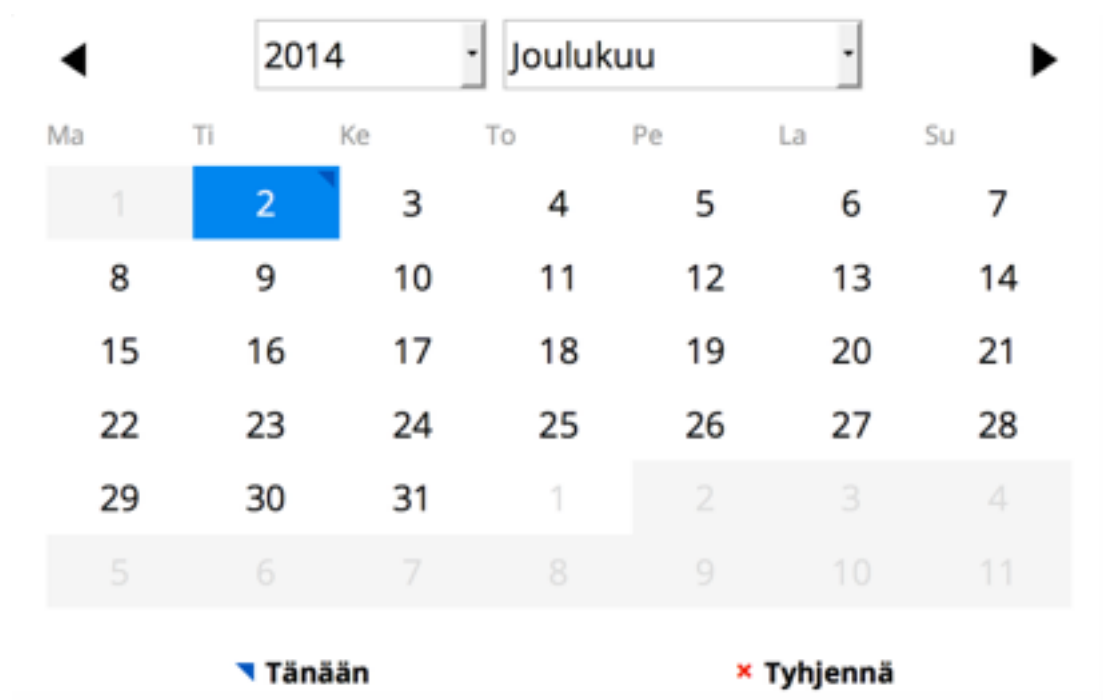 2014 Joulukuu
Ma Ti Ke To Pe La Su
1 2 3 4 5 6 7
8 9 10 11 12 13 14
15 16 17 18 19 20 21
22 23 24 25 26 27 28
29 30 31 1 2 3 4
5 6 7 8 9 10 11
Tänään Tyhjennä